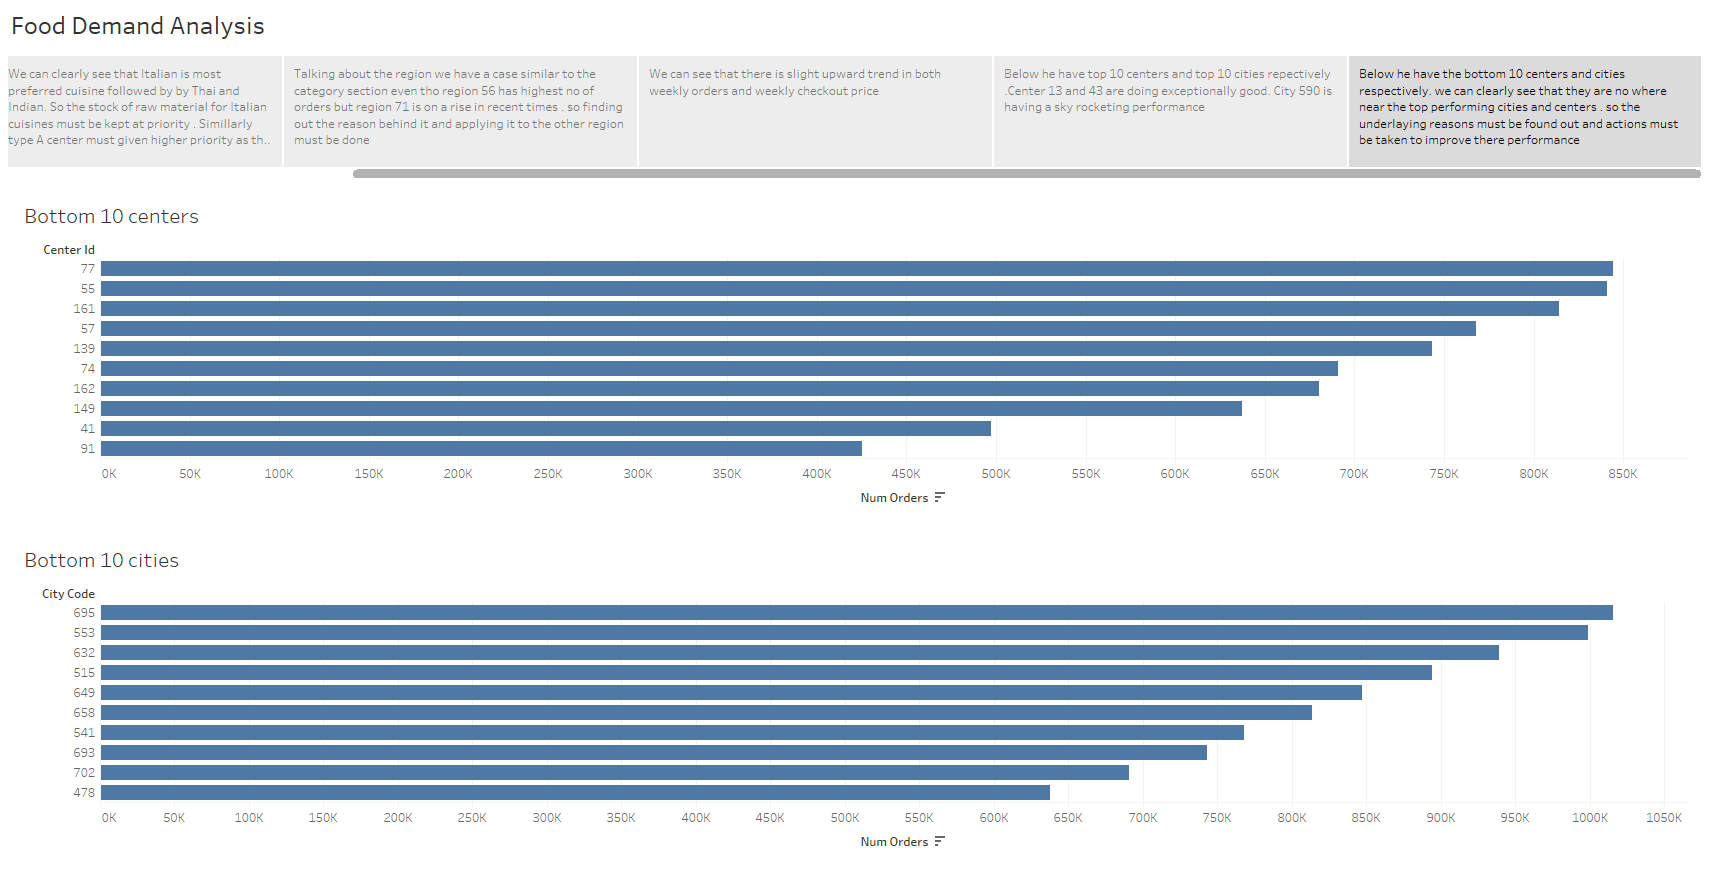 Food Demand Analysis
We can clearly see that Italian is most
preferred cuisine followed by by Thai and
Indian. So the stock of raw material for Italian
cuisines must be kept at priority . Simillarly
type A center must given higher priority as th..
Talking about the region we have a case similar to the
category section even tho region 56 has highest no of
orders but region 71 is on a rise in recent times . so finding
out the reason behind it and applying it to the other region
must be done
We can see that there is slight upward trend in both
weekly orders and weekly checkout price
Below he have top 10 centers and top 10 cities repectively
.Center 13 and 43 are doing exceptionally good. City 590 is
having a sky rocketing performance
Below he have the bottom 10 centers and cities
respectively. we can clearly see that they are no where
near the top performing cities and centers . so the
underlaying reasons must be found out and actions must
be taken to improve there performance
Bottom 10 centers
Center Id
77
55
161
57
139
74
162
149
41
91
0K 50K 100K 150K 200K 250K 300K 350K 400K 450K 500K 550K 600K 650K 700K 750K 800K 850K
Num Orders
Bottom 10 cities
City Code
695
553
632
515
649
658
541
693
702
478
0K 50K 100K 150K 200K 250K 300K 350K 400K 450K 500K 550K 600K 650K 700K 750K 800K 850K 900K 950K 1000K 1050K
Num Orders